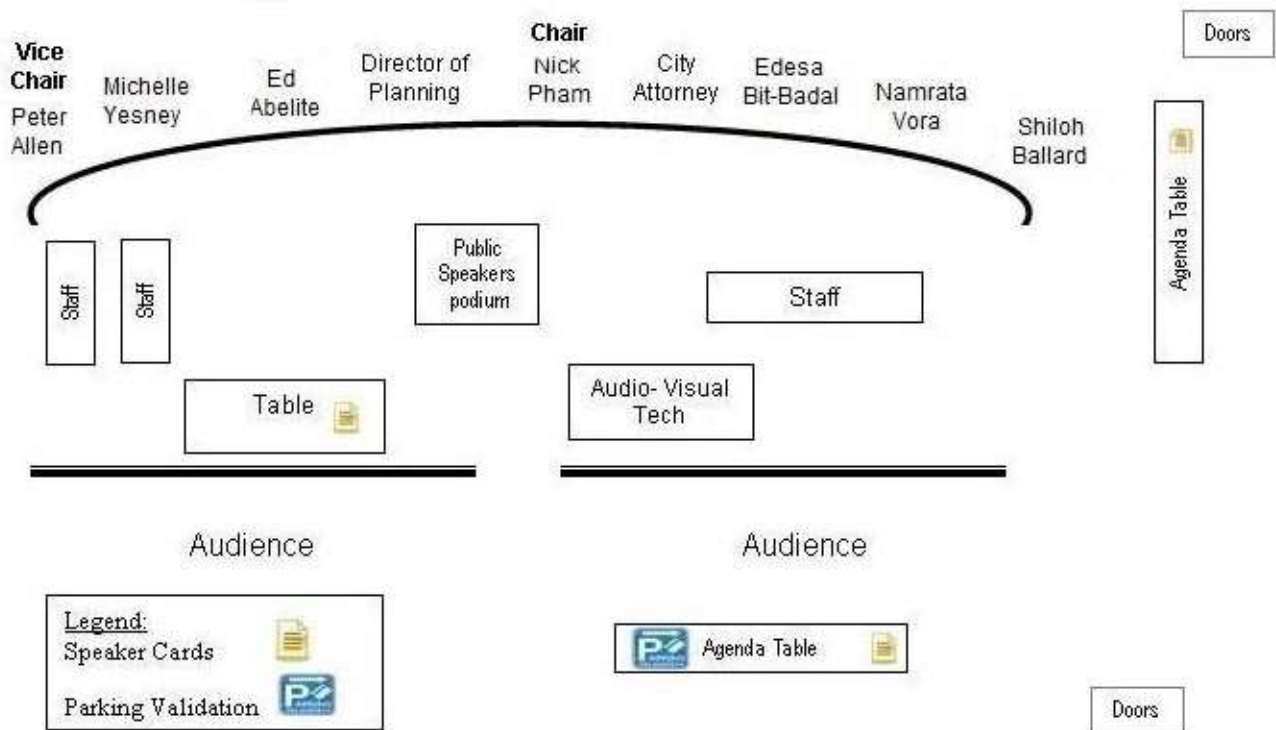 Vice
Chair
Peter
Allen
Michelle
Yesney
Ed
Abelite
Director of
Planning
Chair
Nick
Pham
City
Attorney
Edesa
Bit-Badal
Namrata
Vora
Shiloh
Ballard
Doors
Agenda Table
Staff
Staff
Public
Speakers
podium
Staff
Table
Audio- Visual
Tech
Audience
Audience
Legend:
Speaker Cards
Parking Validation
P
P
Agenda Table
Doors